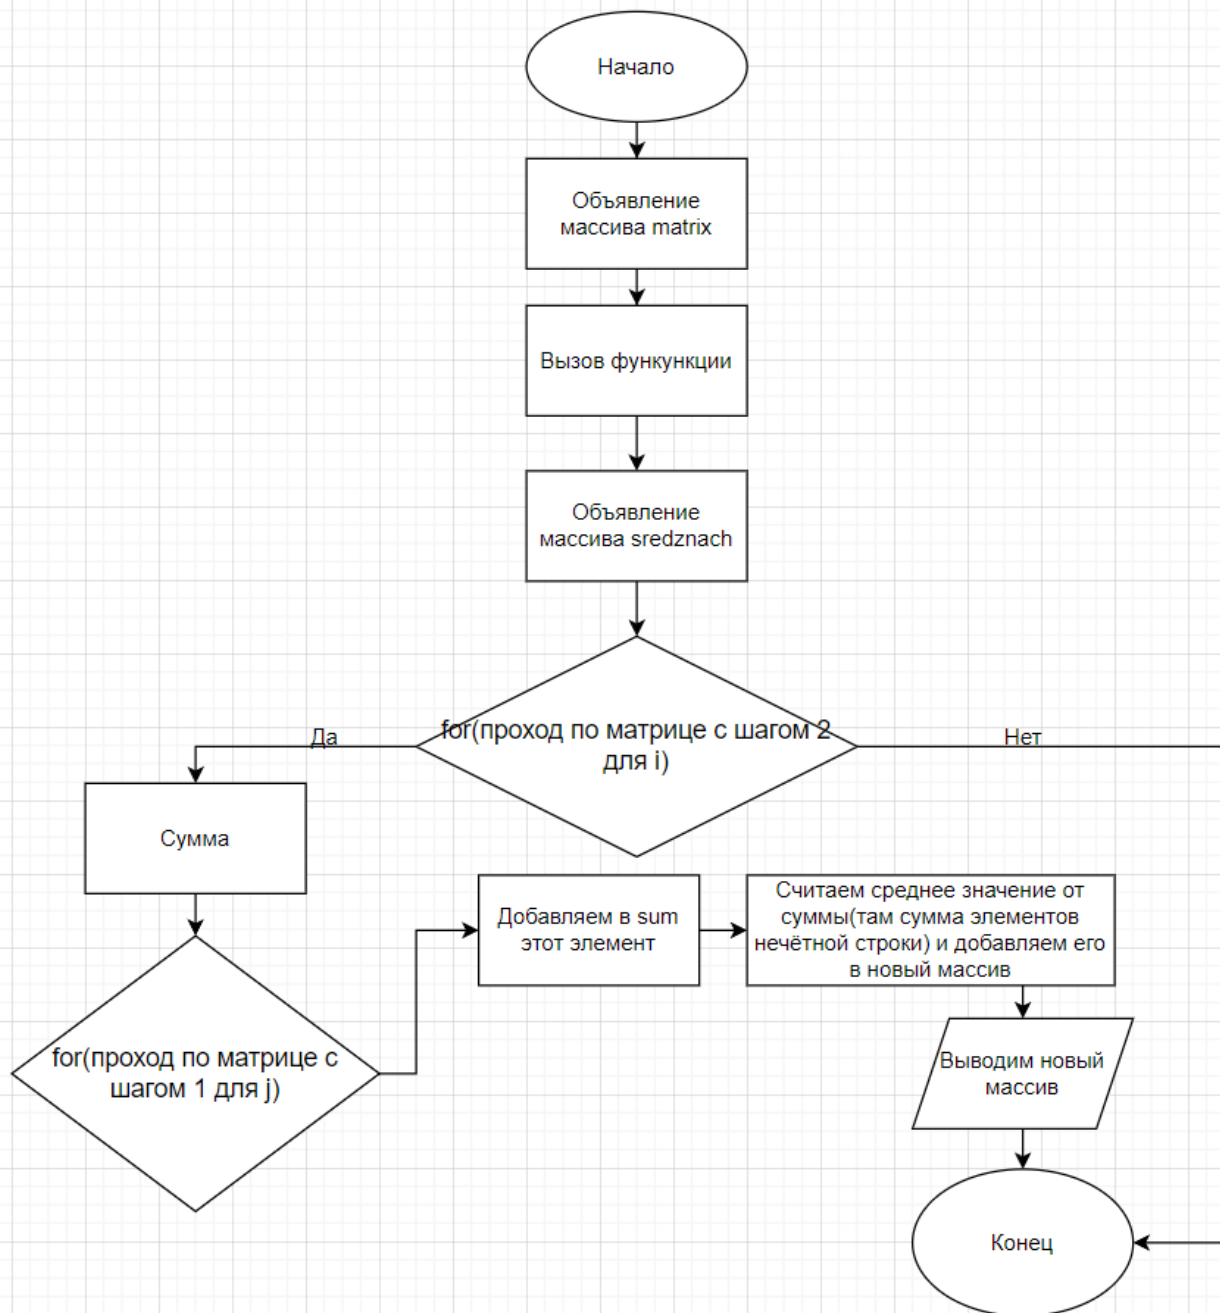 Начало
Объявление
массива matrix
Вызов функункции
Объявление
массива sredznach
for(проход по матрице с шагом 2
для i)
Да
Нет
Сумма
for(проход по матрице с
шагом 1 для j)
Добавляем в sum
этот элемент
Считаем среднее значение от
суммы(там сумма элементов
нечётной строки) и добавляем его
в новый массив
Выводим новый
массив
Конец